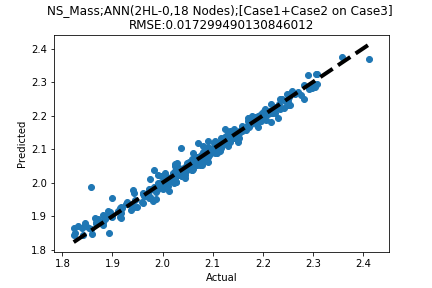 NS_Mass;ANN(2HL-0,18 Nodes);[Case1+Case2 on Case3]
RMSE:0.017299490130846012
2.4
2.3
2.2
2.1
2.0
1.9
1.8
Predicted
1.8 1.9 2.0 2.1 2.2 2.3 2.4
Actual